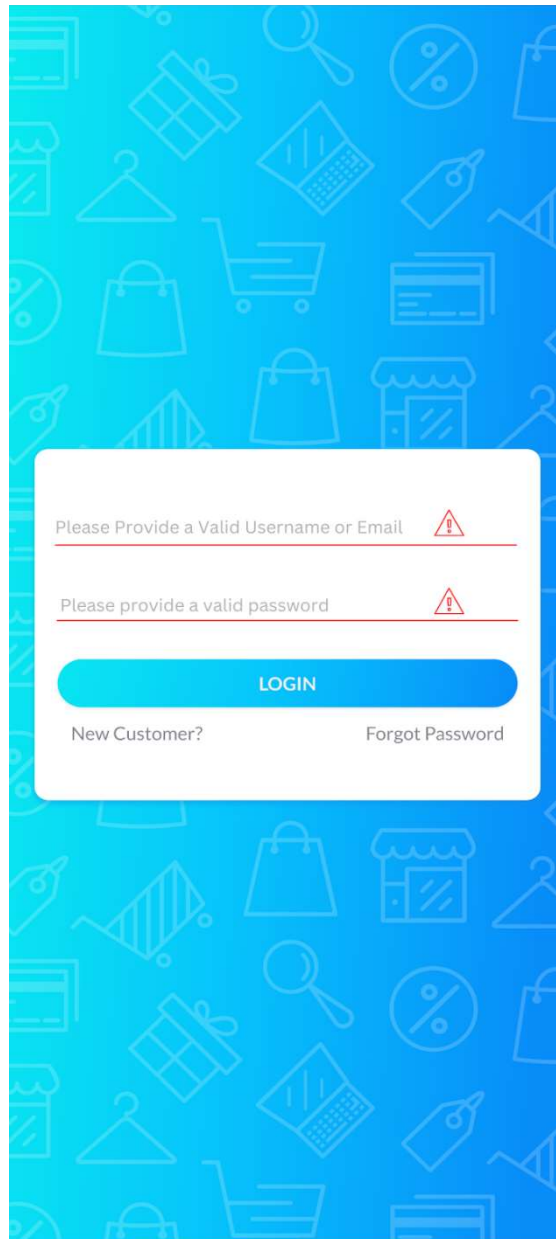 Please Provide a Valid Username or Email
Please provide a valid password
LOGIN
New Customer? Forgot Password